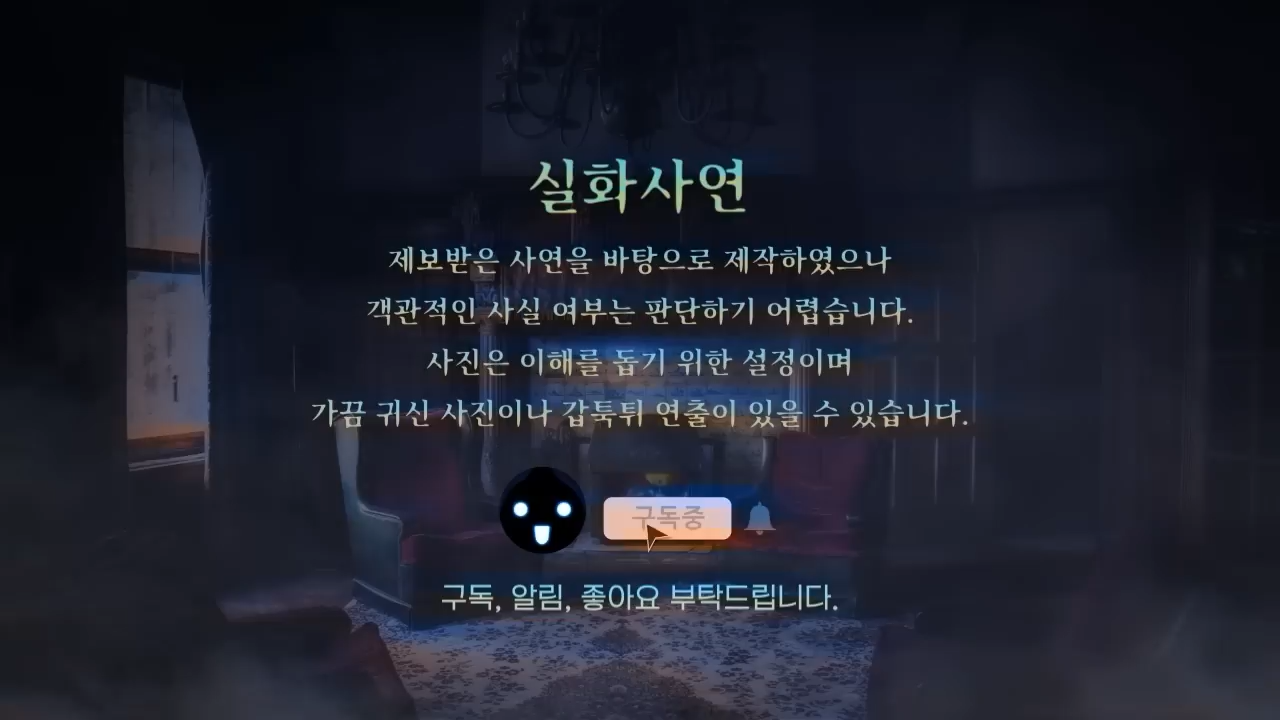 실화사연
제보받은 사연을 바탕으로 제작하였으나
객관적인 사실 여부는 판단하기 어렵습니다.
사진은 이해를 돕기 위한 설정이며
가끔 귀신 사진이나 갑툭튀 연출이 있을 수 있습니다.
구독중
구독, 알림, 좋아요 부탁드립니다.